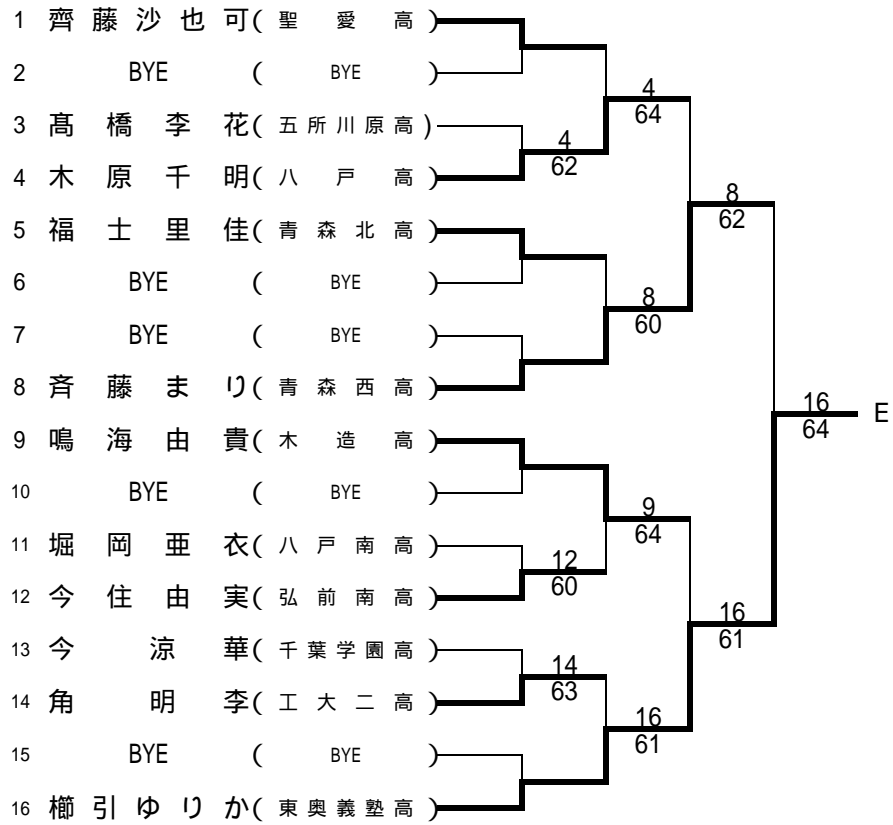 1 齊藤沙也可(聖愛高)
2 BYE (BYE)
4
64
3 髙橋李花(五所川原高)
4
62
4 木原千明(八戸高)
8
62
5 福士里佳(青森北高)
6 BYE (BYE)
8
60
7 BYE (BYE)
8 斉藤まり(青森西高)
16
64
E
9 鳴海由貴(木造高)
10 BYE (BYE)
9
64
11 堀岡亜衣(八戸南高)
12
60
12 今住由実(弘前南高)
16
61
13 今涼華(千葉学園高)
14
63
14 角明李(工大二高)
16
61
15 BYE (BYE)
16 櫛引ゆりか(東奥義塾高)